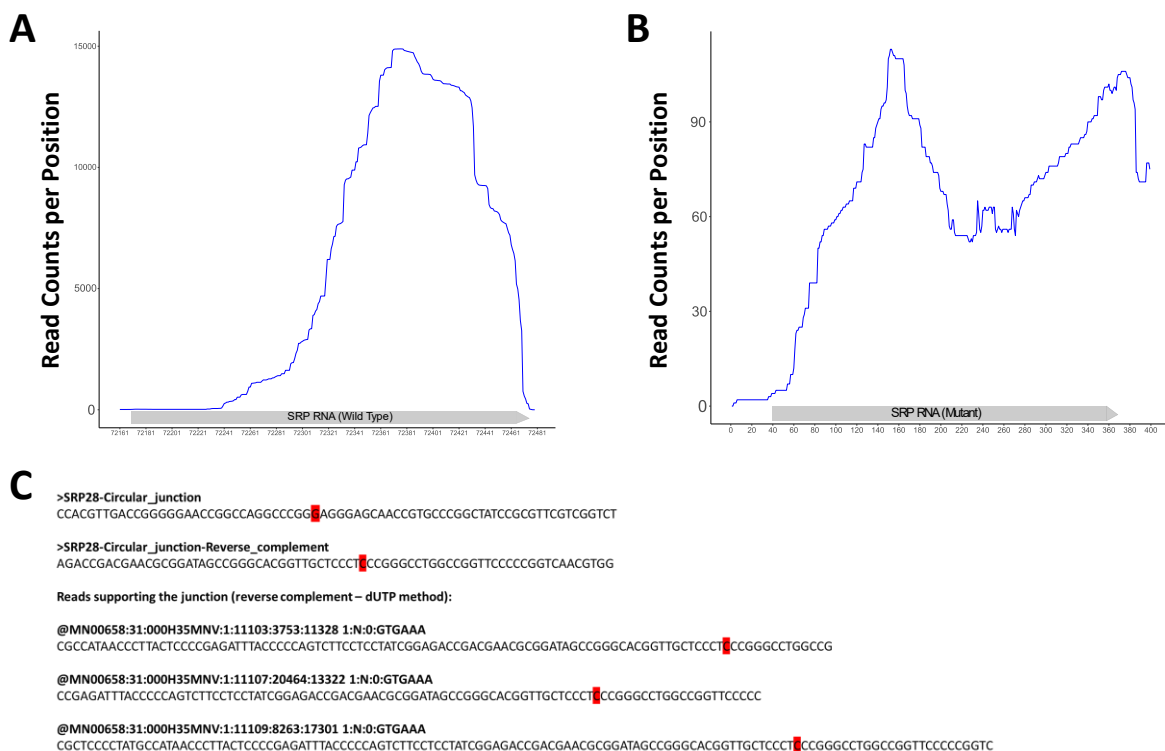 A
B
Read Counts per Position
15000
10000
5000
0
SRP RNA (Wild Type)
72161 72181 72201 72221 72241 72261 72281 72301 72321 72341 72361 72381 72401 72421 72441 72461 72481
Read Counts per Position
90
60
30
0
SRP RNA (Mutant)
0 20 40 60 80 100 120 140 160 180 200 220 240 260 280 300 320 340 360 380 400
C
>SRP28-Circular_junction
CCACGTTGACCGGGGGAACCGGCCAGGCCCGGGAGGGAGCAACCGTGCCCGGCTATCCGCGTTCGTCGGTCT
>SRP28-Circular_junction-Reverse_complement
AGACCGACGAACGCGGATAGCCGGGCACGGTTGCTCCCTCCCGGGCCTGGCCGGTTCCCCCGGTCAACGTGG
Reads supporting the junction (reverse complement – dUTP method):
@MN00658:31:000H35MNV:1:11103:3753:11328 1:N:0:GTGAAA
CGCCATAACCCTTACTCCCCGAGATTTACCCCCAGTCTTCCTCCTATCGGAGACCGACGAACGCGGATAGCCGGGCACGGTTGCTCCCTCCCGGGCCTGGCCG
@MN00658:31:000H35MNV:1:11107:20464:13322 1:N:0:GTGAAA
CCGAGATTTACCCCCAGTCTTCCTCCTATCGGAGACCGACGAACGCGGATAGCCGGGCACGGTTGCTCCCTCCCGGGCCTGGCCGGTTCCCCC
@MN00658:31:000H35MNV:1:11109:8263:17301 1:N:0:GTGAAA
CGCTCCCCTATGCCATAACCCTTACTCCCCGAGATTTACCCCCAGTCTTCCTCCTATCGGAGACCGACGAACGCGGATAGCCGGGCACGGTTGCTCCCTCCCGGGCCTGGCCGGTTCCCCCGGTC